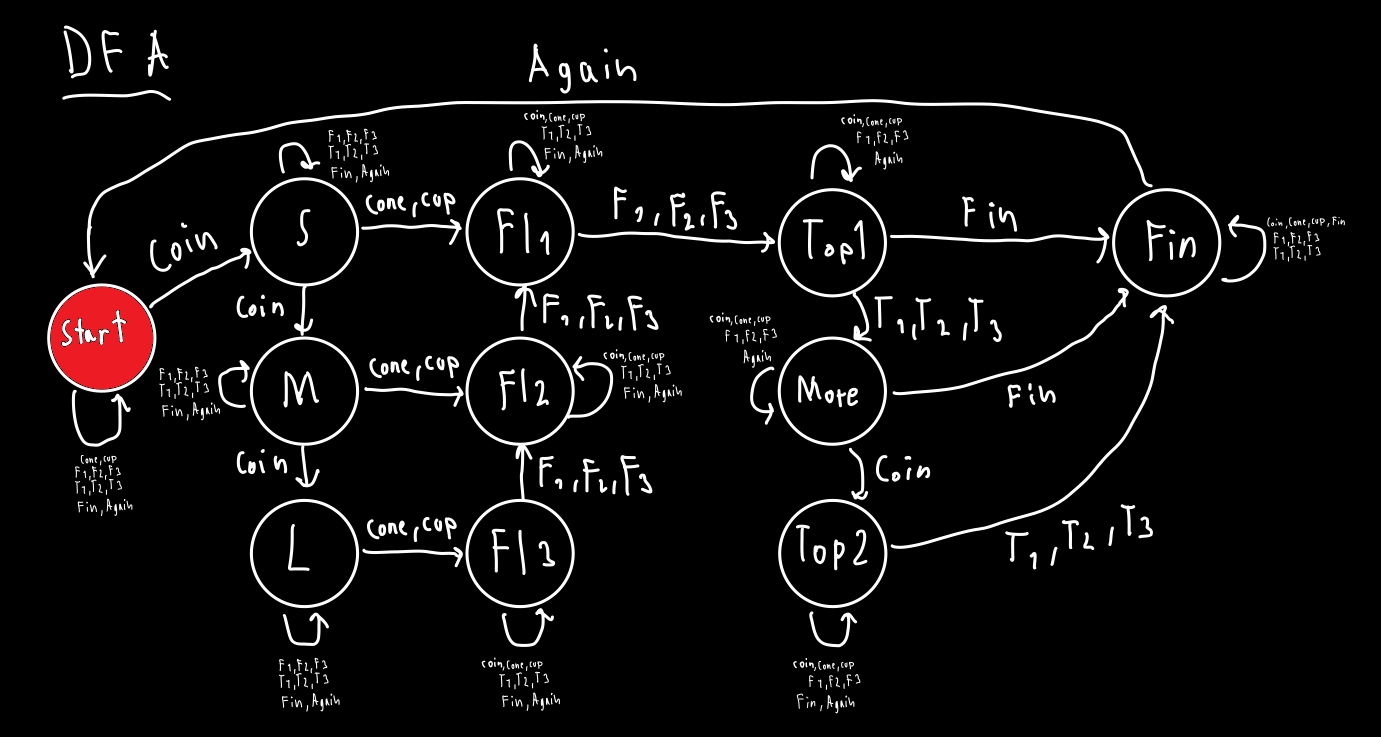 DFA
Again
F1,F2,F3
T1,T2,T3
Fin,Again
coin,cone,cup
T1,T2,T3
Fin,Again
coin,cone,cup
F1,F2,F3
Again
Coin
S
Cone,cup
Fl1
F1,F2,F3
Top1
Fin
Fin
Coin,Cone,cup,Fin
F1,F2,F3
T1,T2,T3
Start
Coin
F1,F2,F3
T1,T2,T3
coin,cone,cup
F1,F2,F3
Again
F1,F2,F3
T1,T2,T3
Fin,Again
M
Cone,cup
Fl2
coin,cone,cup
T1,T2,T3
Fin,Again
More
Fin
Cone,cup
F1,F2,F3
T1,T2,T3
Fin,Again
Coin
F1,F2,F3
Coin
L
Cone,cup
Fl3
Top2
T1,T2,T3
F1,F2,F3
T1,T2,T3
Fin,Again
coin,cone,cup
T1,T2,T3
Fin,Again
coin,cone,cup
F1,F2,F3
Fin,Again